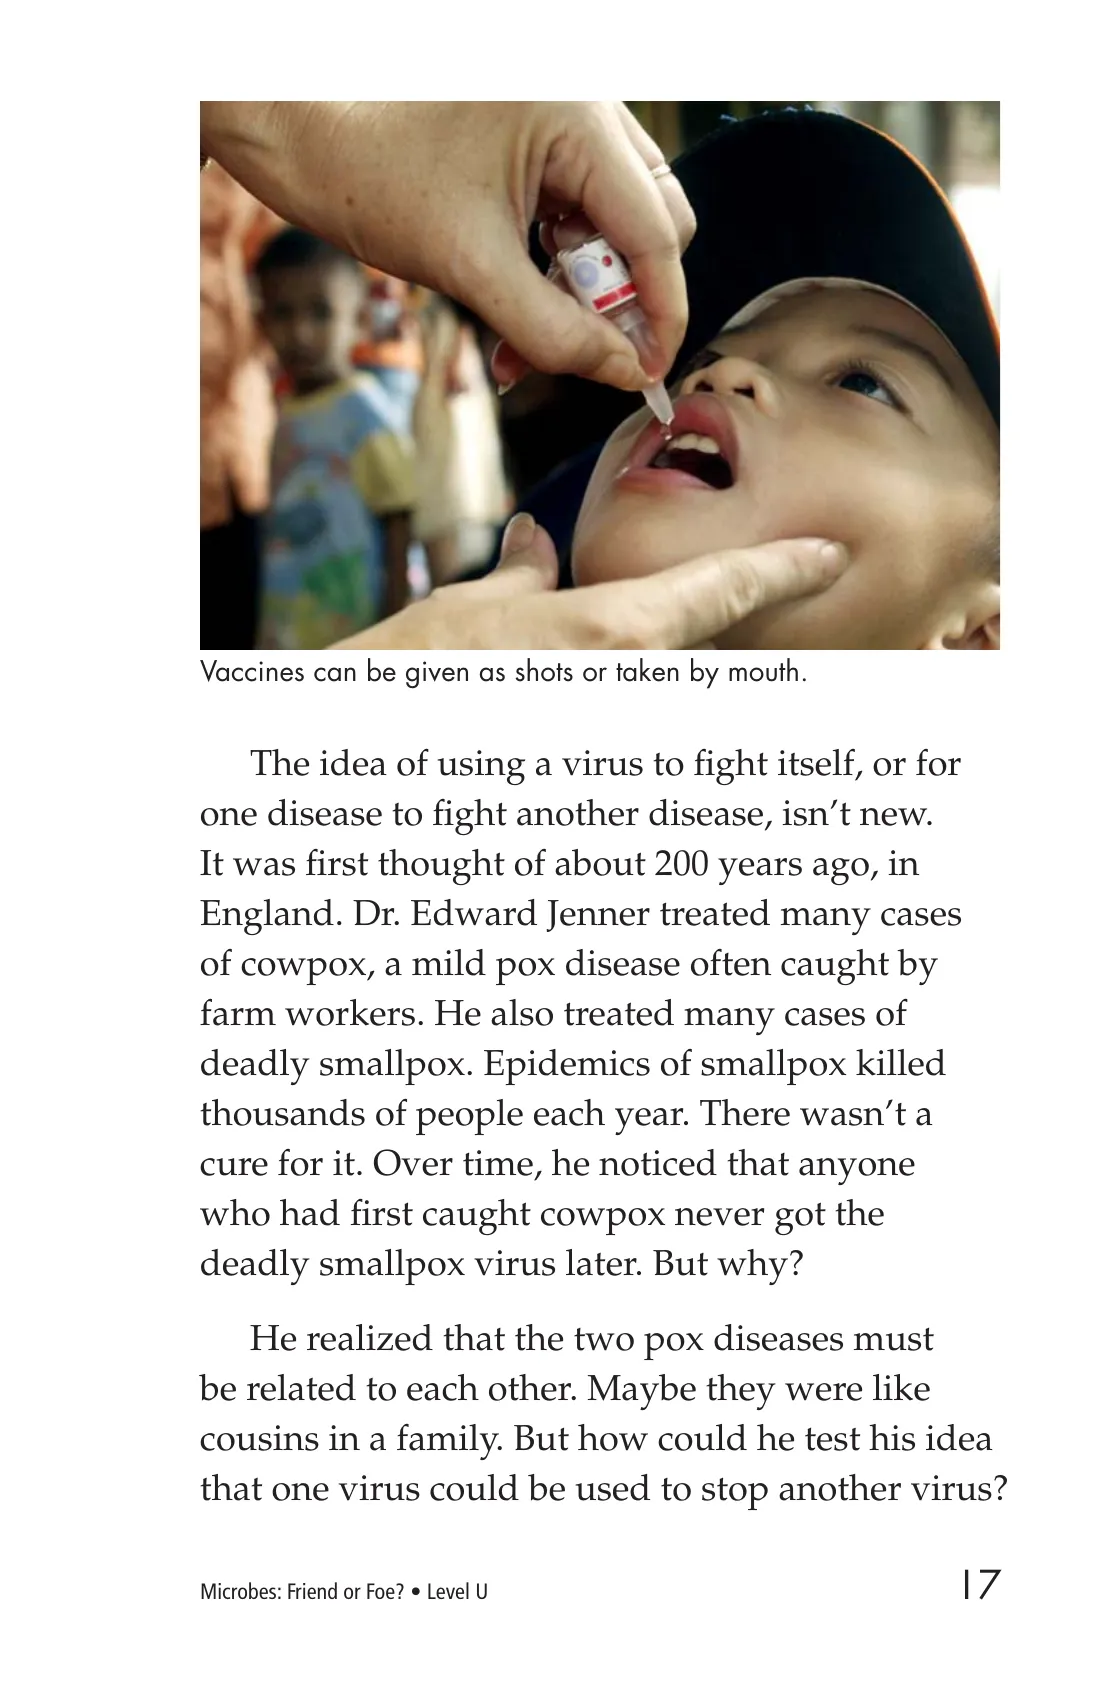 Vaccines can be given as shots or taken by mouth.
The idea of using a virus to fight itself, or for
one disease to fight another disease, isn’t new.
It was first thought of about 200 years ago, in
England. Dr. Edward Jenner treated many cases
of cowpox, a mild pox disease often caught by
farm workers. He also treated many cases of
deadly smallpox. Epidemics of smallpox killed
thousands of people each year. There wasn’t a
cure for it. Over time, he noticed that anyone
who had first caught cowpox never got the
deadly smallpox virus later. But why?
He realized that the two pox diseases must
be related to each other. Maybe they were like
cousins in a family. But how could he test his idea
that one virus could be used to stop another virus?
Microbes: Friend or Foe? • Level U
17